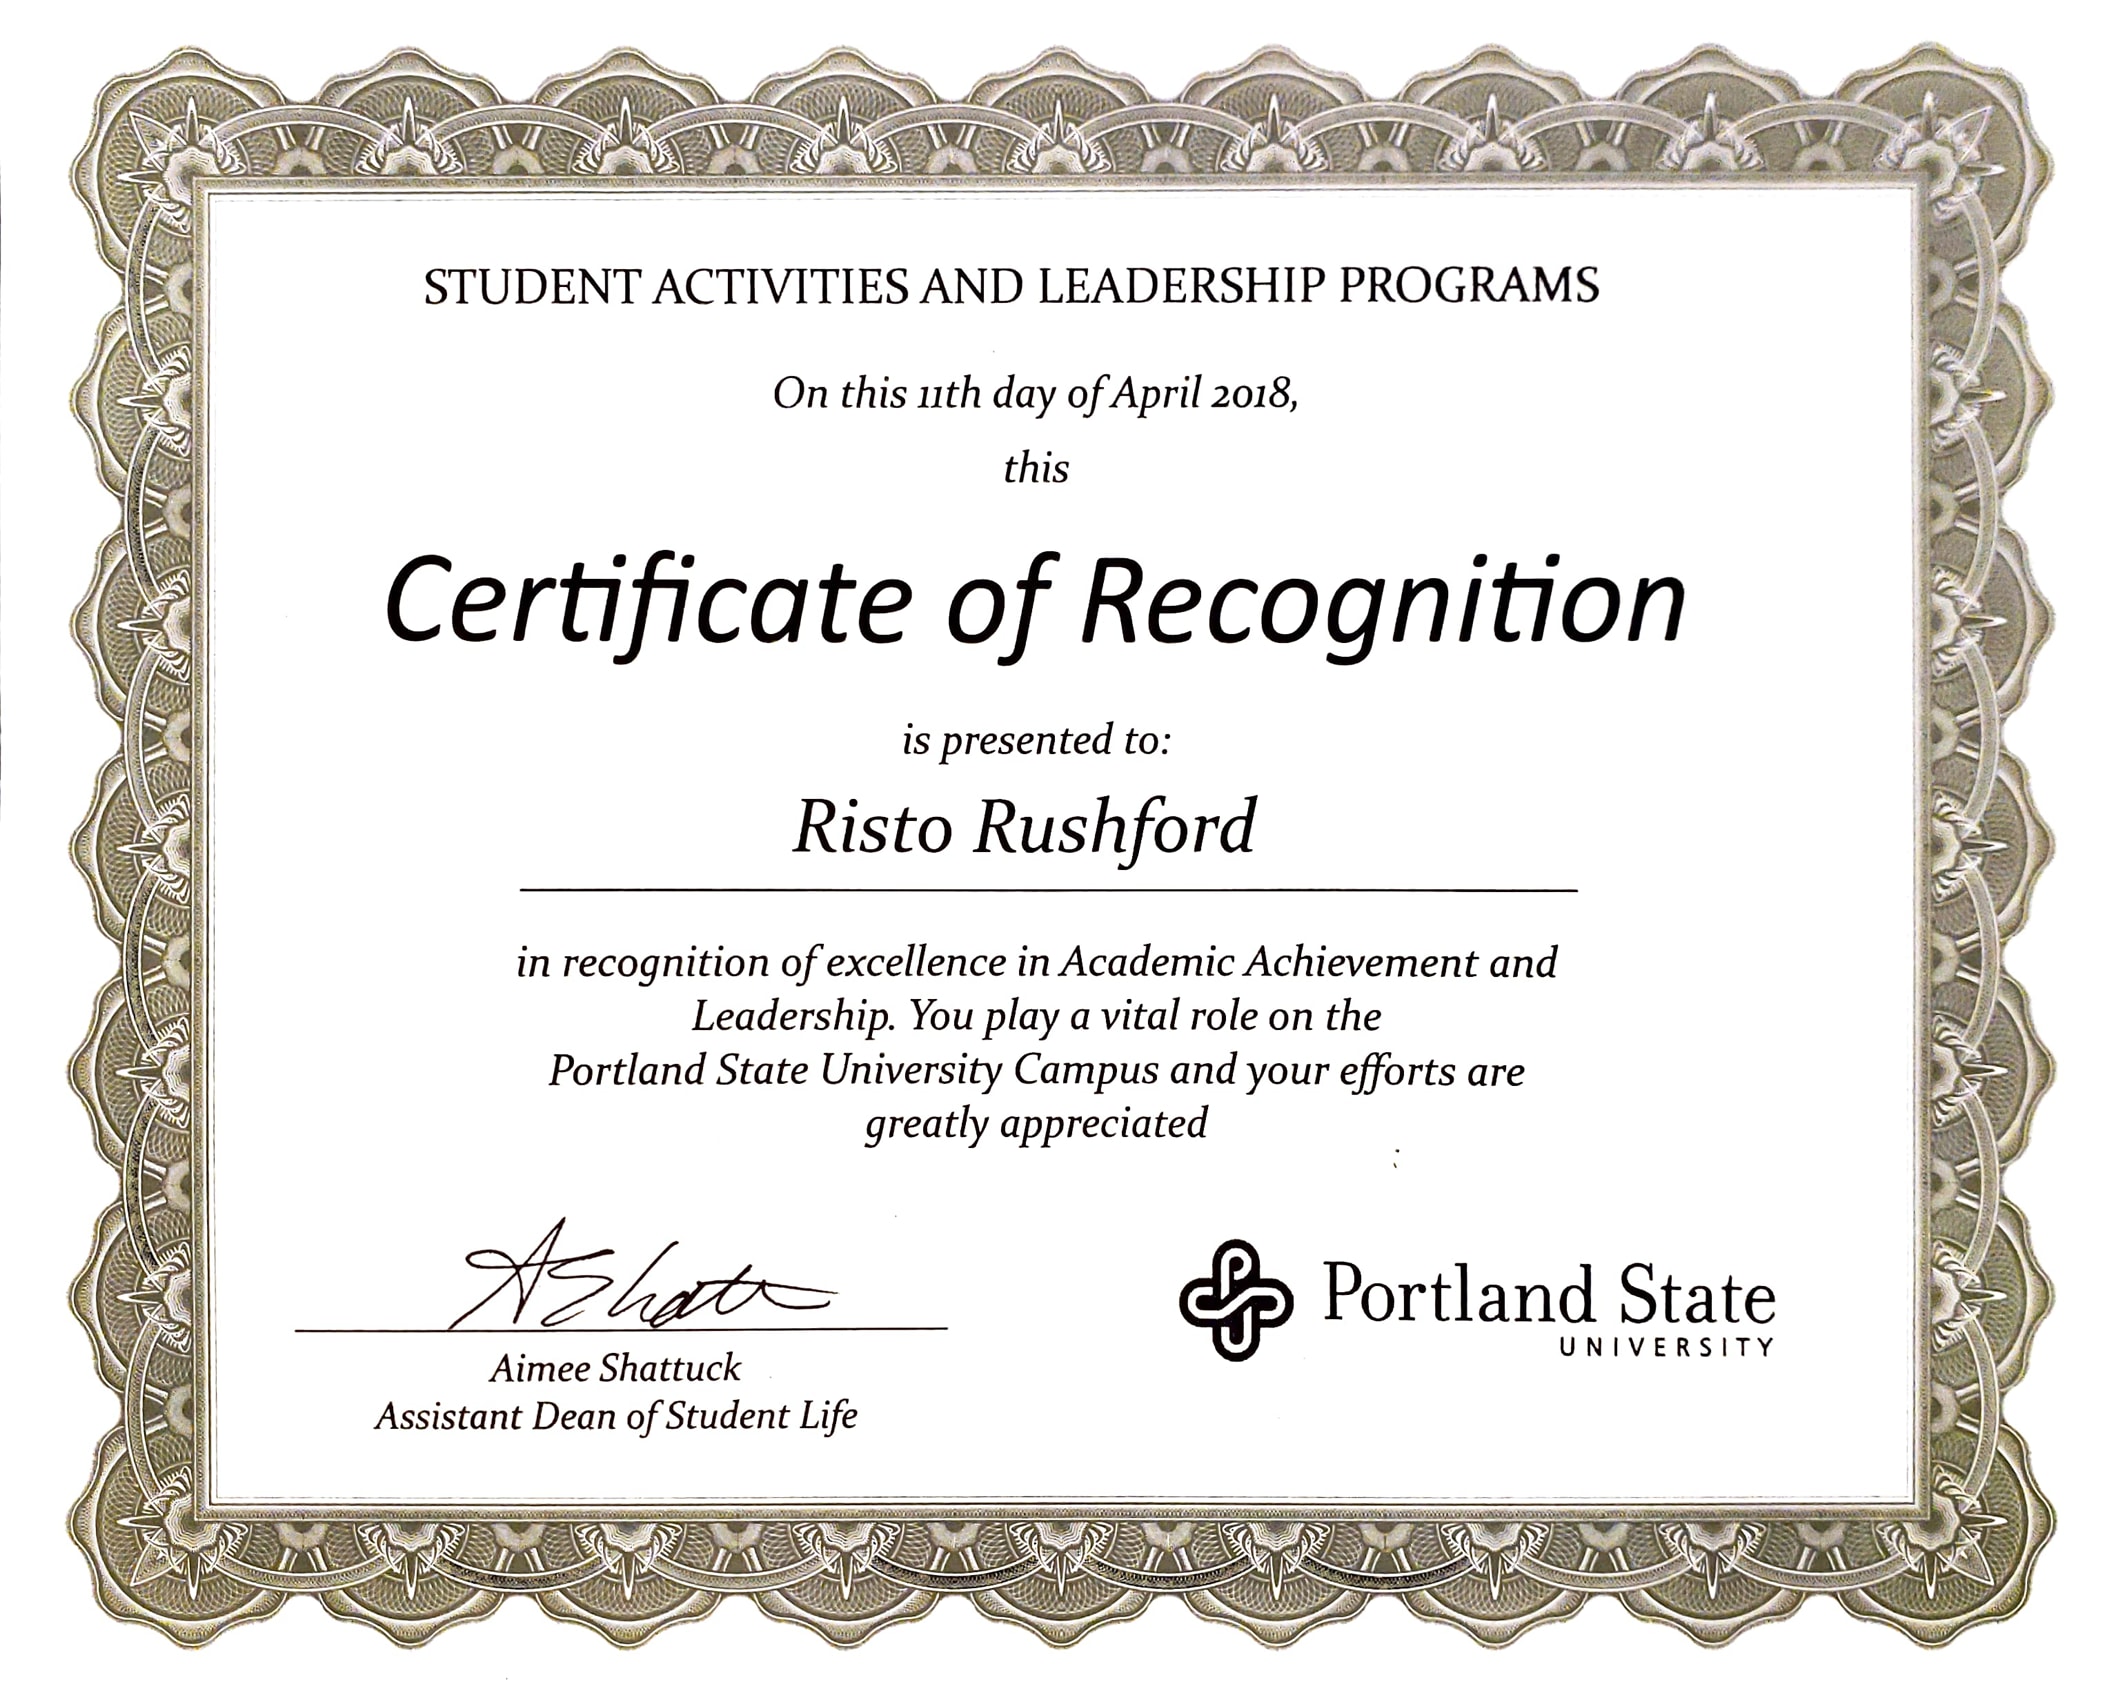 STUDENT ACTIVITIES AND LEADERSHIP PROGRAMS
On this 11th day of April 2018,
this
Certificate of Recognition
is presented to:
Risto Rushford
in recognition of excellence in Academic Achievement and
Leadership. You play a vital role on the
Portland State University Campus and your efforts are
greatly appreciated
AShatt
Aimee Shattuck
Assistant Dean of Student Life
Portland State
UNIVERSITY